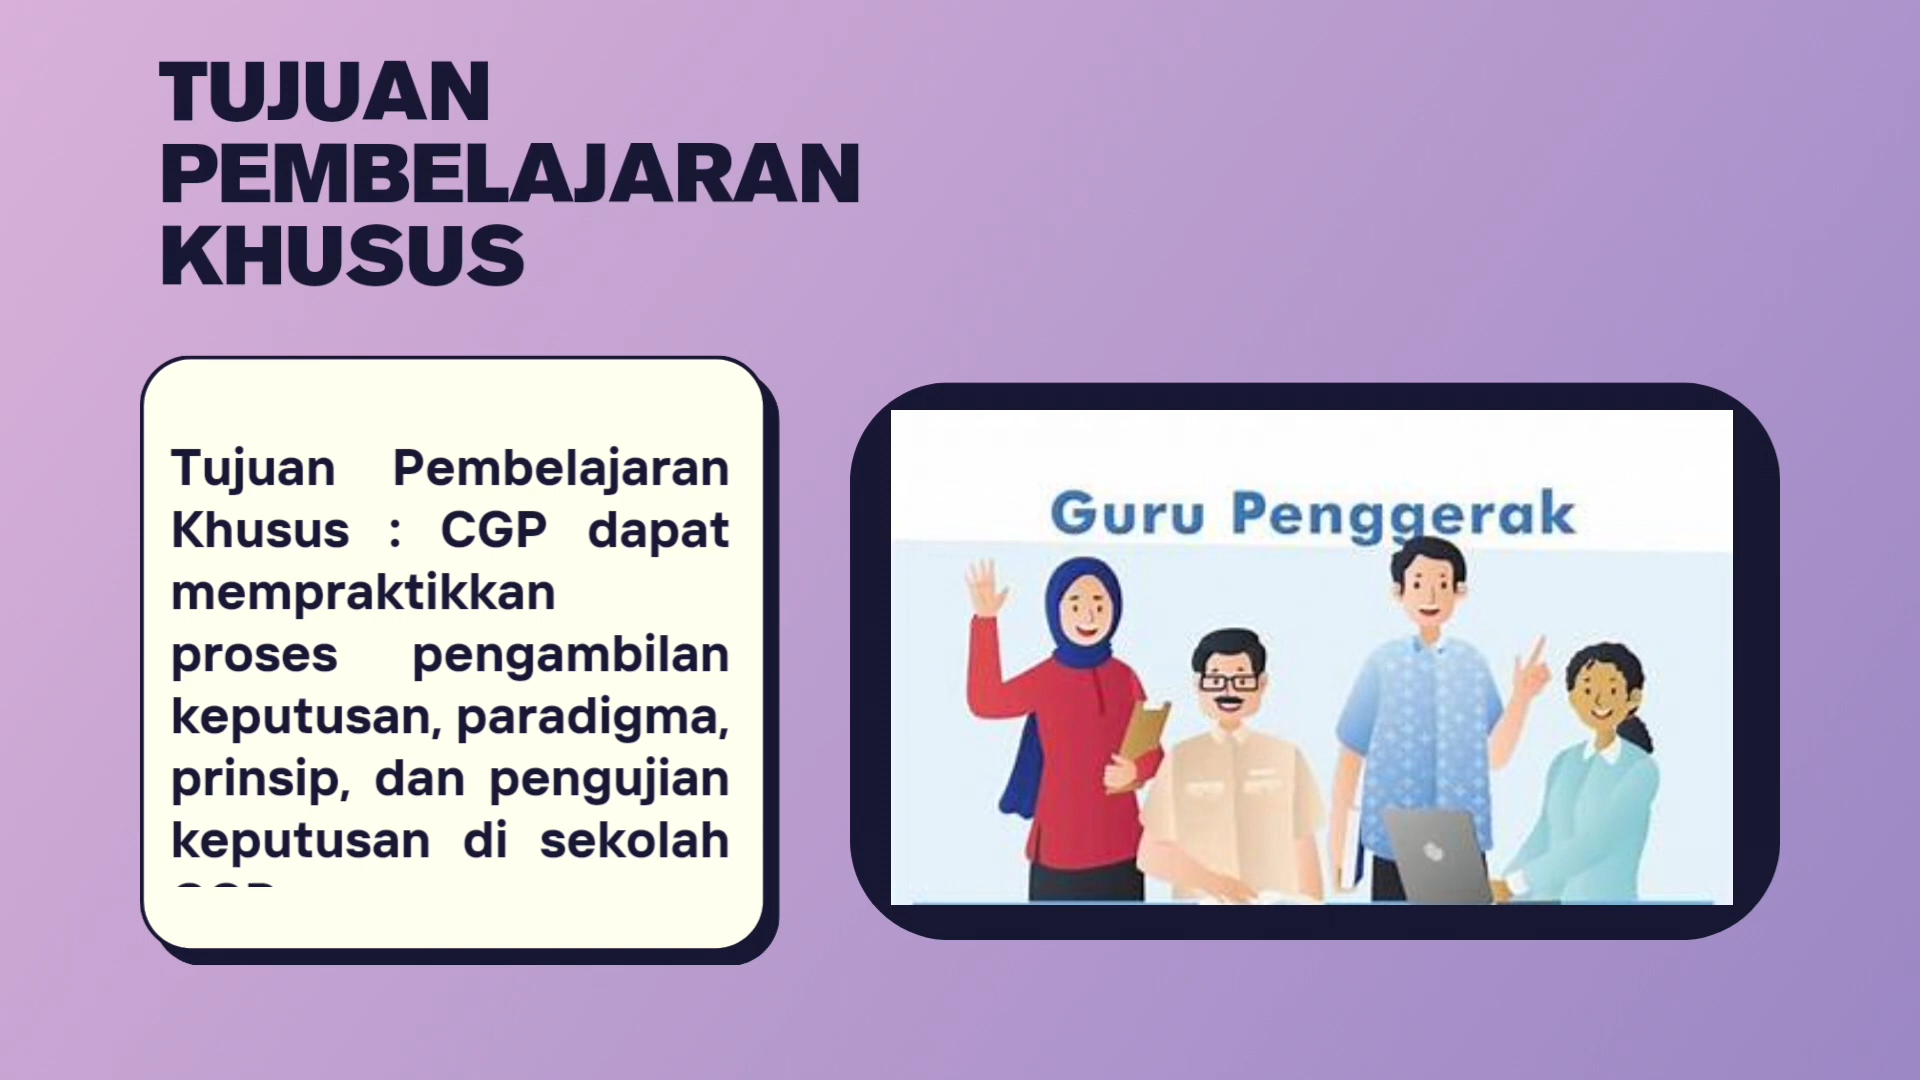 TUJUAN
PEMBELAJARAN
KHUSUS
Tujuan Pembelajaran
Khusus : CGP dapat
mempraktikkan
proses pengambilan
keputusan, paradigma,
prinsip, dan pengujian
keputusan di sekolah
Guru Penggerak